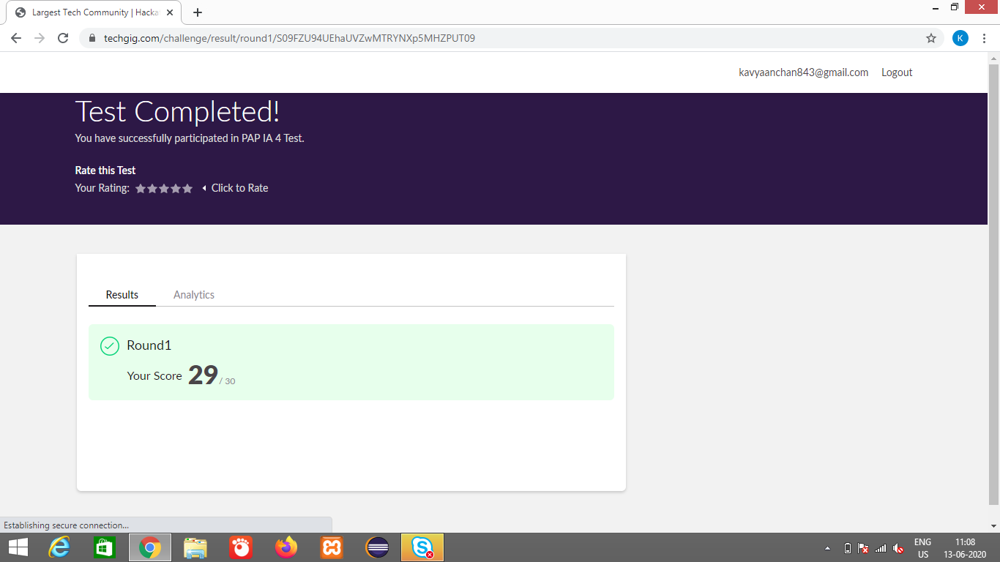 Largest Tech Community | Hacka
techgig.com/challenge/result/round1/S09FZU94UEhaUVZwMTRYNXp5MHZPUT09
K
kavyaanchan843@gmail.com Logout
Test Completed!
You have successfully participated in PAP IA 4 Test.
Rate this Test
Your Rating: Click to Rate
Results Analytics
Round1
Your Score 29 / 30
Establishing secure connection...
ENG 11:08
US 13-06-2020